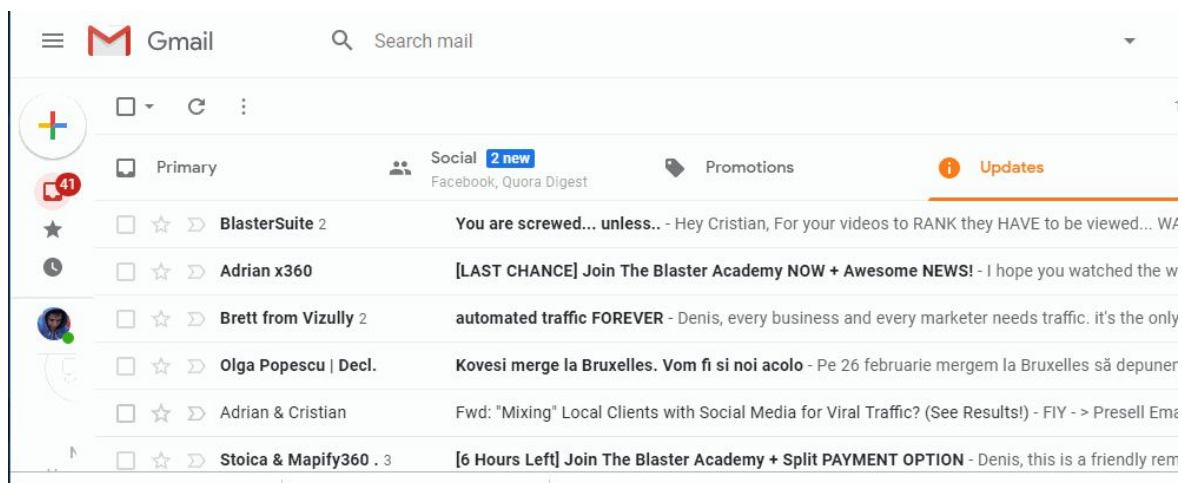 Gmail
Search mail
Primary
Social 2 new
Facebook, Quora Digest
Promotions
Updates
41
BlasterSuite 2 You are screwed... unless.. - Hey Cristian, For your videos to RANK they HAVE to be viewed... WA
Adrian x360 [LAST CHANCE] Join The Blaster Academy NOW + Awesome NEWS! - I hope you watched the w
Brett from Vizully 2 automated traffic FOREVER - Denis, every business and every marketer needs traffic. it's the only
Olga Popescu | Decl. Kovesi merge la Bruxelles. Vom fi si noi acolo - Pe 26 februarie mergem la Bruxelles să depuner
Adrian & Cristian Fwd: "Mixing" Local Clients with Social Media for Viral Traffic? (See Results!) - FIY - > Presell Ema
Stoica & Mapify360 . 3 [6 Hours Left] Join The Blaster Academy + Split PAYMENT OPTION - Denis, this is a friendly rem